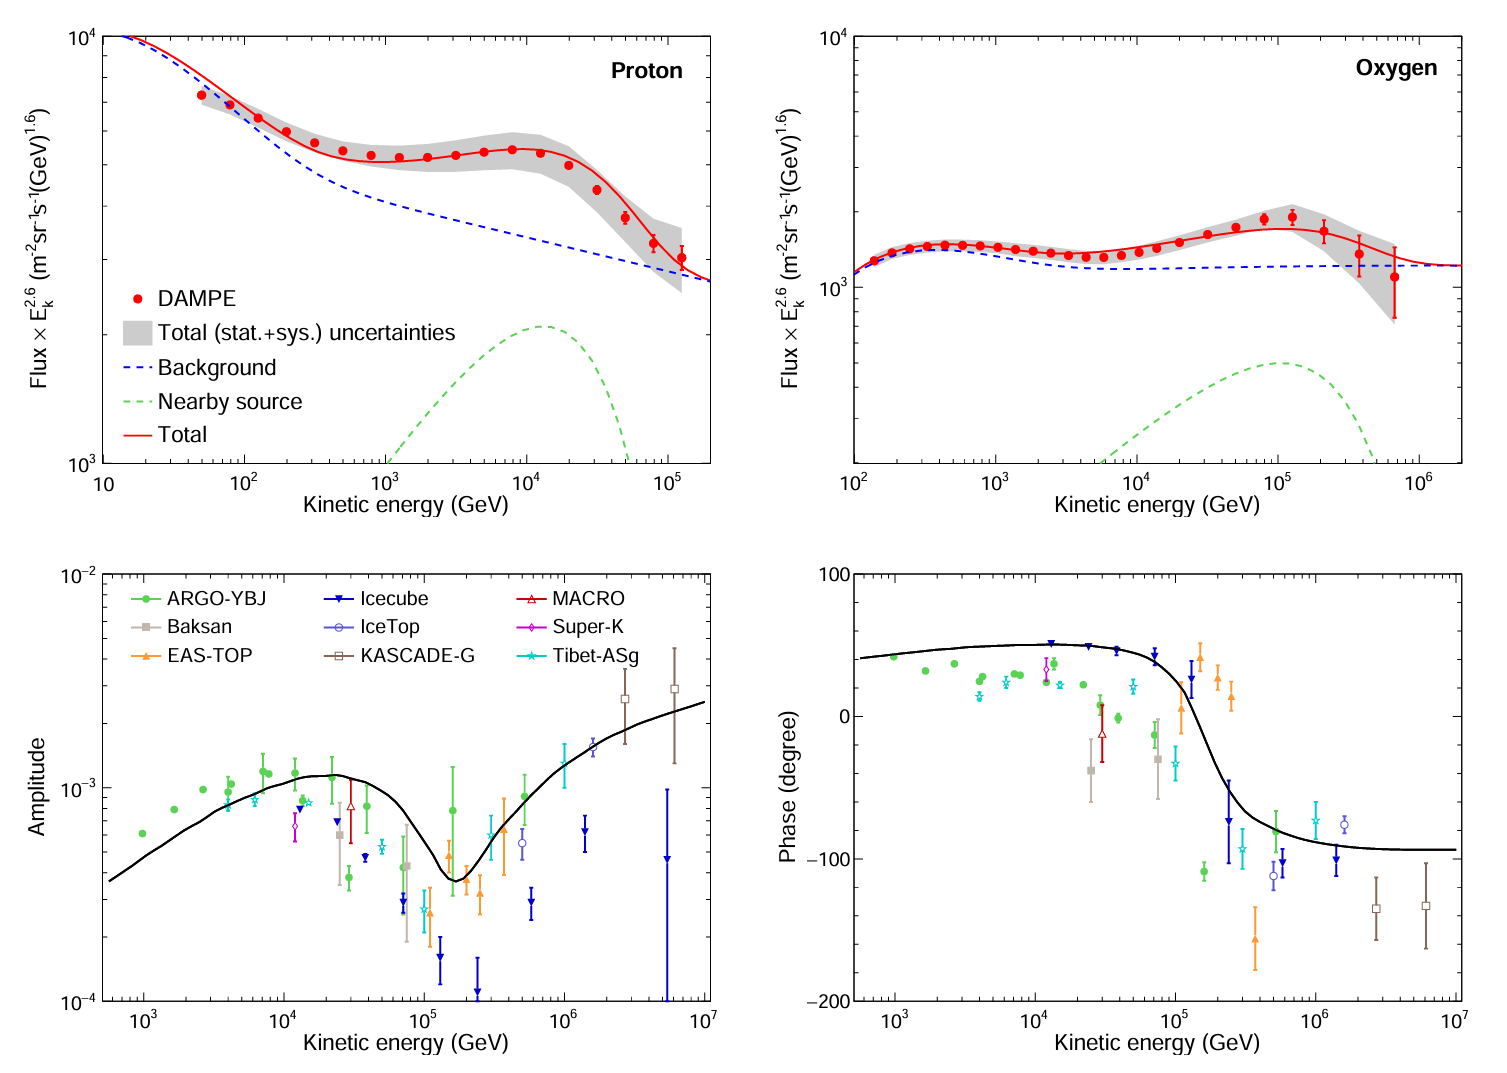 Proton
Flux × E_k^2.6 (m^-2sr^-1s^-1(GeV)^1.6)
10^4
10^3
DAMPE
Total (stat.+sys.) uncertainties
Background
Nearby source
Total
10 10^2 10^3 10^4 10^5
Kinetic energy (GeV)
Oxygen
Flux × E_k^2.6 (m^-2sr^-1s^-1(GeV)^1.6)
10^4
10^3
10^2 10^3 10^4 10^5 10^6
Kinetic energy (GeV)
Amplitude
10^−2
10^−3
10^−4
ARGO-YBJ Icecube MACRO
Baksan IceTop Super-K
EAS-TOP KASCADE-G Tibet-ASg
10^3 10^4 10^5 10^6 10^7
Kinetic energy (GeV)
Phase (degree)
100
0
−100
−200
10^3 10^4 10^5 10^6 10^7
Kinetic energy (GeV)